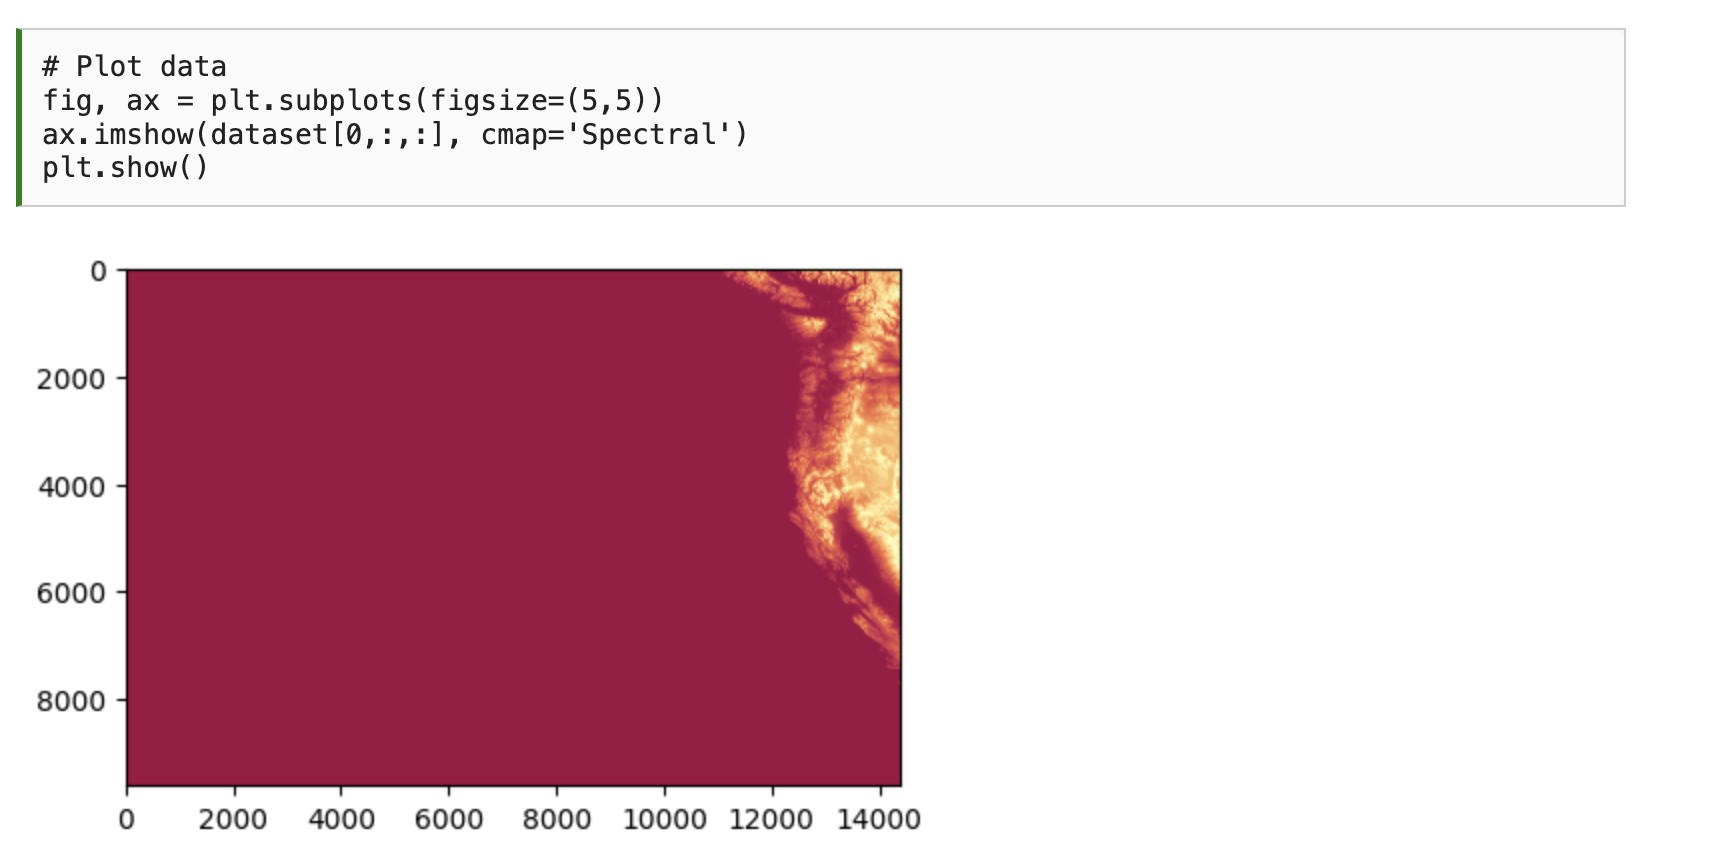 # Plot data
fig, ax = plt.subplots(figsize=(5,5))
ax.imshow(dataset[0,:,:], cmap='Spectral')
plt.show()
0
2000
4000
6000
8000
0 2000 4000 6000 8000 10000 12000 14000